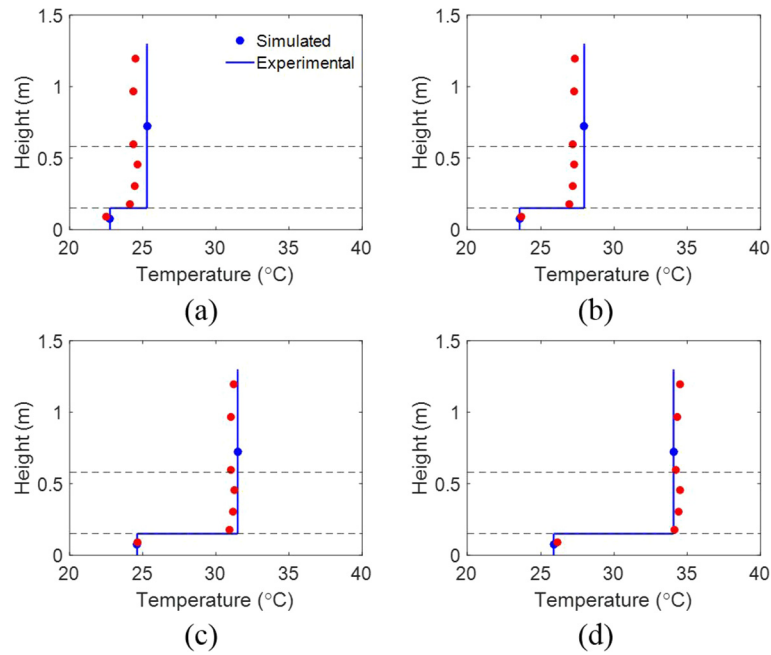 1.5
1
0.5
0
Height (m)
Simulated
Experimental
20 25 30 35 40
Temperature (°C)
(a)
1.5
1
0.5
0
Height (m)
20 25 30 35 40
Temperature (°C)
(b)
1.5
1
0.5
0
Height (m)
20 25 30 35 40
Temperature (°C)
(c)
1.5
1
0.5
0
Height (m)
20 25 30 35 40
Temperature (°C)
(d)